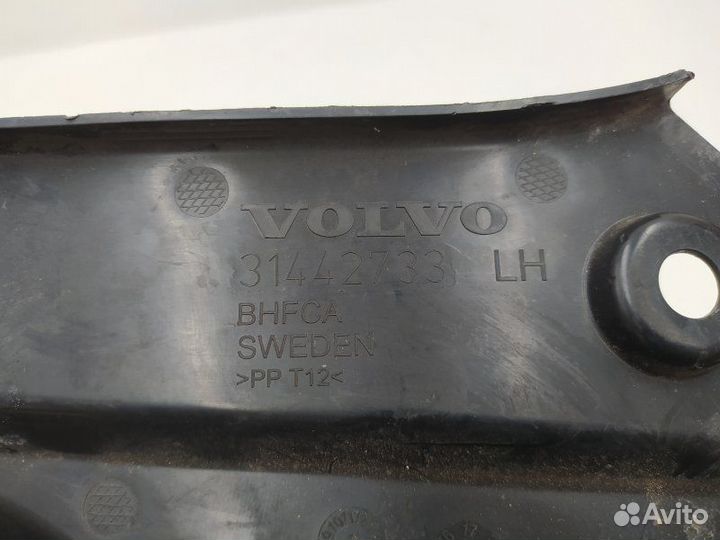 VOLVO
31442733 LH
BHFCA
SWEDEN
>PP T12<
Avito